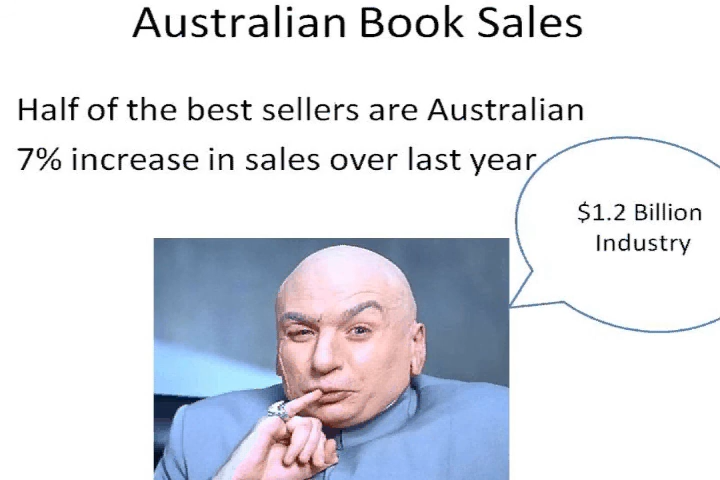 Australian Book Sales
Half of the best sellers are Australian
7% increase in sales over last year
$1.2 Billion
Industry